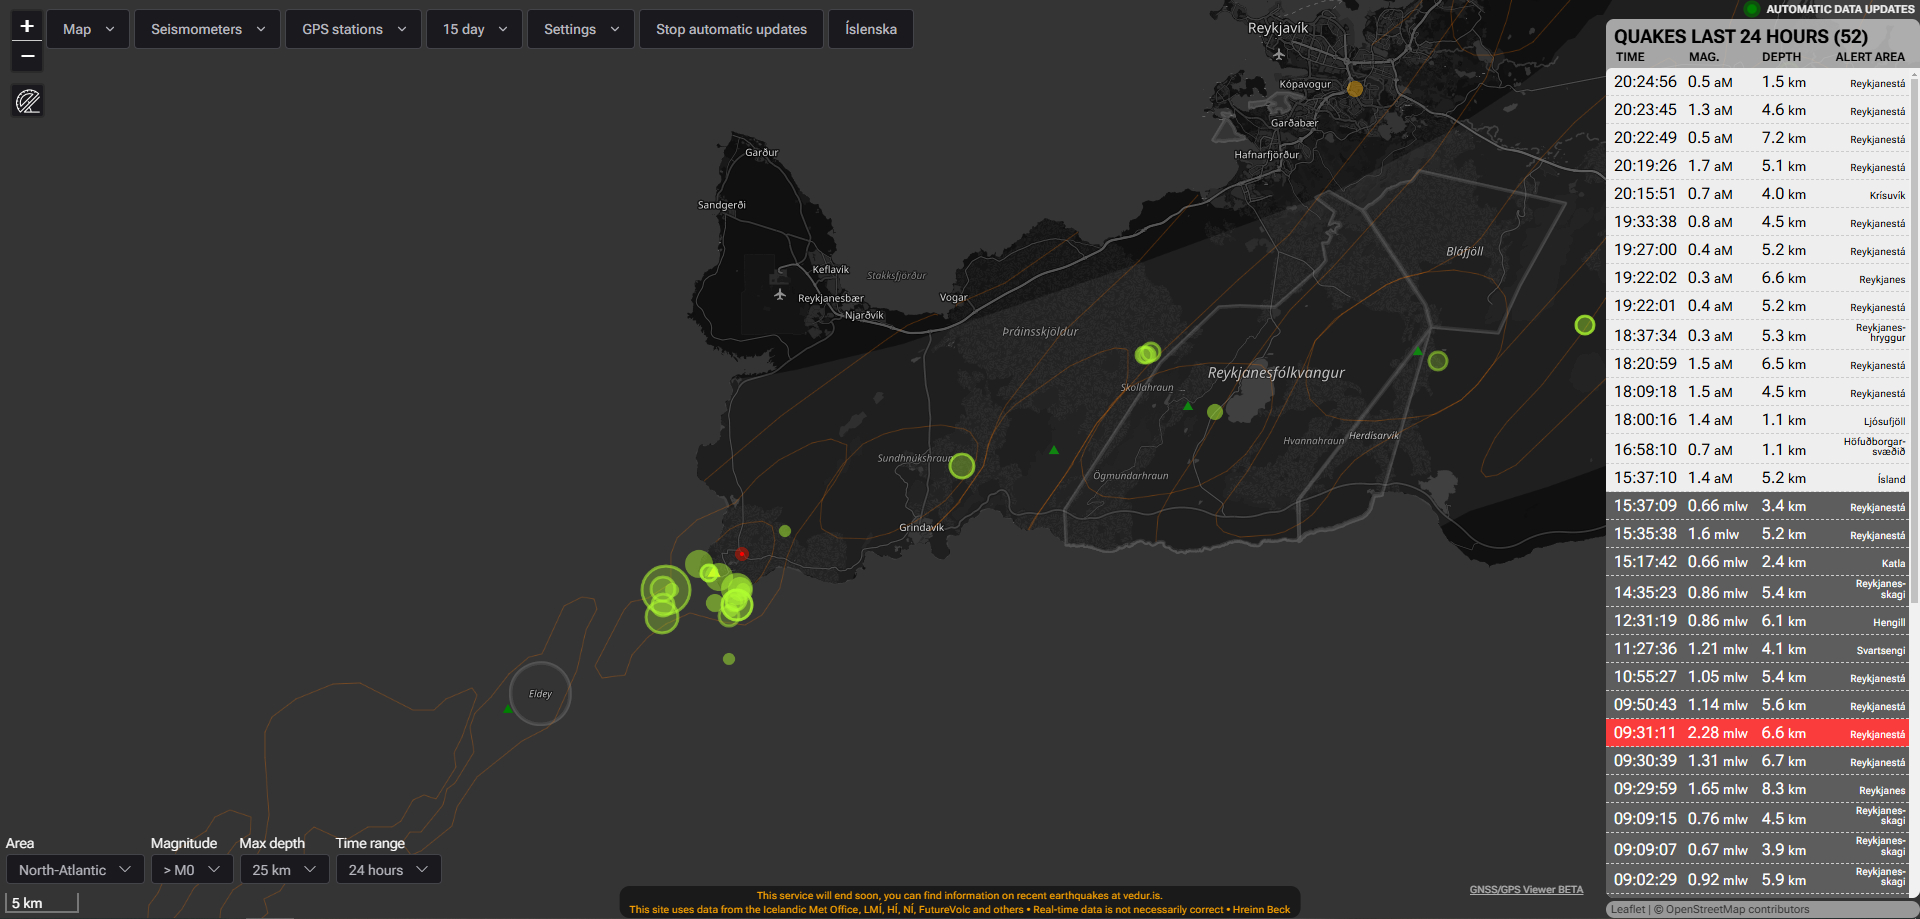 +
−
Map
Seismometers
GPS stations
15 day
Settings
Stop automatic updates
Íslenska
AUTOMATIC DATA UPDATES
QUAKES LAST 24 HOURS (52)
TIME MAG. DEPTH ALERT AREA
20:24:56 0.5 aM 1.5 km Reykjanestá
20:23:45 1.3 aM 4.6 km Reykjanestá
20:22:49 0.5 aM 7.2 km Reykjanestá
20:19:26 1.7 aM 5.1 km Reykjanestá
20:15:51 0.7 aM 4.0 km Krísuvík
19:33:38 0.8 aM 4.5 km Reykjanestá
19:27:00 0.4 aM 5.2 km Reykjanestá
19:22:02 0.3 aM 6.6 km Reykjanes
19:22:01 0.4 aM 5.2 km Reykjanestá
18:37:34 0.3 aM 5.3 km Reykjanes-
hryggur
18:20:59 1.5 aM 6.5 km Reykjanestá
18:09:18 1.5 aM 4.5 km Reykjanestá
18:00:16 1.4 aM 1.1 km Ljósufjöll
16:58:10 0.7 aM 1.1 km Höfuðborgar-
svæðið
15:37:10 1.4 aM 5.2 km Ísland
15:37:09 0.66 mlw 3.4 km Reykjanestá
15:35:38 1.6 mlw 5.2 km Reykjanestá
15:17:42 0.66 mlw 2.4 km Katla
14:35:23 0.86 mlw 5.4 km Reykjanes-
skagi
12:31:19 0.86 mlw 6.1 km Hengill
11:27:36 1.21 mlw 4.1 km Svartsengi
10:55:27 1.05 mlw 5.4 km Reykjanestá
09:50:43 1.14 mlw 5.6 km Reykjanestá
09:31:11 2.28 mlw 6.6 km Reykjanestá
09:30:39 1.31 mlw 6.7 km Reykjanestá
09:29:59 1.65 mlw 8.3 km Reykjanes
09:09:15 0.76 mlw 4.5 km Reykjanes-
skagi
09:09:07 0.67 mlw 3.9 km Reykjanes-
skagi
09:02:29 0.92 mlw 5.9 km Reykjanes-
skagi
Reykjavík
Kópavogur
Garðabær
Hafnarfjörður
Garður
Sandgerði
Keflavík
Stakksfjörður
Reykjanesbær
Njarðvík
Vogar
Bláfjöll
Þráinsskjöldur
Reykjanesfólkvangur
Skollahraun
Hvannahraun
Herdísarvík
Sundhnúkshraun
Ögmundarhraun
Grindavík
Eldey
Area
North-Atlantic
Magnitude
> M0
Max depth
25 km
Time range
24 hours
5 km
This service will end soon, you can find information on recent earthquakes at vedur.is.
This site uses data from the Icelandic Met Office, LMÍ, HÍ, NÍ, FutureVolc and others • Real-time data is not necessarily correct • Hreinn Beck
GNSS/GPS Viewer BETA
Leaflet | © OpenStreetMap contributors